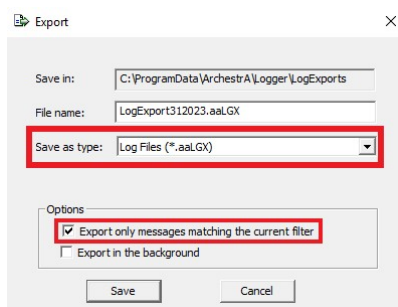 Export
Save in: C:\ProgramData\ArchestrA\Logger\LogExports
File name: LogExport312023.aaLGX
Save as type: Log Files (*.aaLGX)
Options
Export only messages matching the current filter
Export in the background
Save Cancel